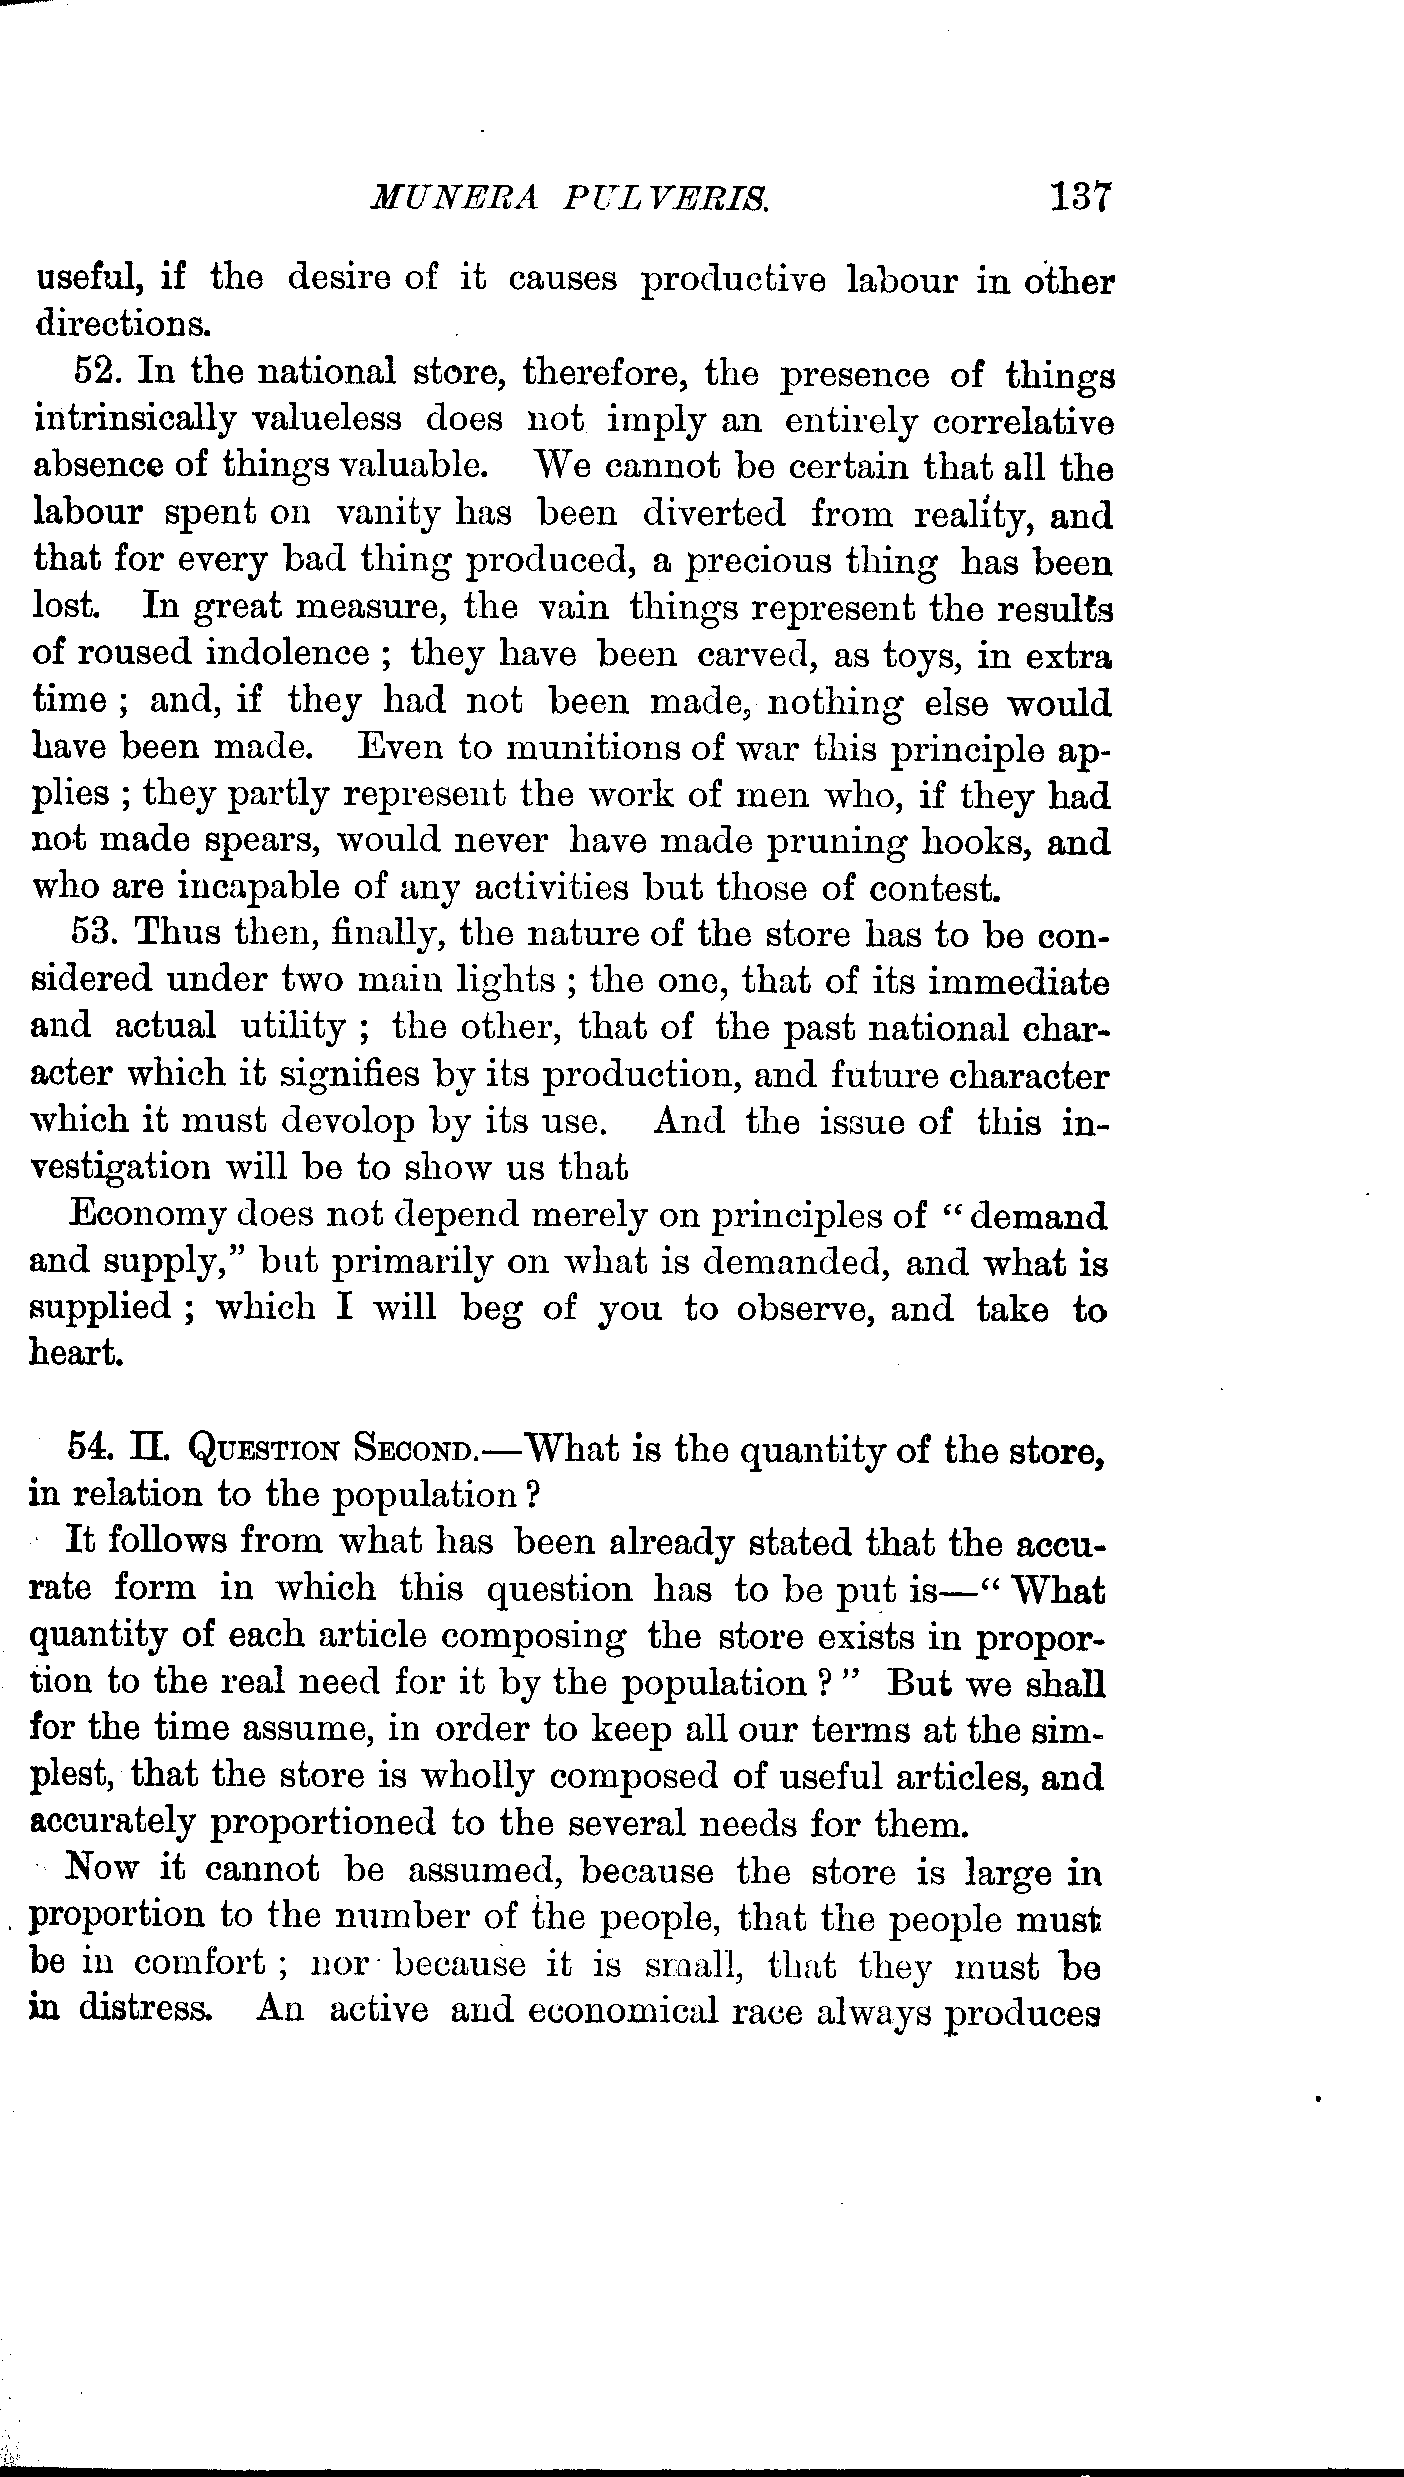 MUNERA PULVERIS. 137
useful, if the desire of it causes productive labour in other
directions.
52. In the national store, therefore, the presence of things
intrinsically valueless does not imply an entirely correlative
absence of things valuable. We cannot be certain that all the
labour spent on vanity has been diverted from reality, and
that for every bad thing produced, a precious thing has been
lost. In great measure, the vain things represent the results
of roused indolence ; they have been carved, as toys, in extra
time ; and, if they had not been made, nothing else would
have been made. Even to munitions of war this principle ap-
plies ; they partly represent the work of men who, if they had
not made spears, would never have made pruning hooks, and
who are incapable of any activities but those of contest.
53. Thus then, finally, the nature of the store has to be con-
sidered under two main lights ; the one, that of its immediate
and actual utility ; the other, that of the past national char-
acter which it signifies by its production, and future character
which it must devolop by its use. And the issue of this in-
vestigation will be to show us that
Economy does not depend merely on principles of “ demand
and supply,” but primarily on what is demanded, and what is
supplied ; which I will beg of you to observe, and take to
heart.
54. II. QUESTION SECOND.—What is the quantity of the store,
in relation to the population ?
It follows from what has been already stated that the accu-
rate form in which this question has to be put is—“ What
quantity of each article composing the store exists in propor-
tion to the real need for it by the population ? ” But we shall
for the time assume, in order to keep all our terms at the sim-
plest, that the store is wholly composed of useful articles, and
accurately proportioned to the several needs for them.
Now it cannot be assumed, because the store is large in
proportion to the number of the people, that the people must
be in comfort ; nor because it is small, that they must be
in distress. An active and economical race always produces